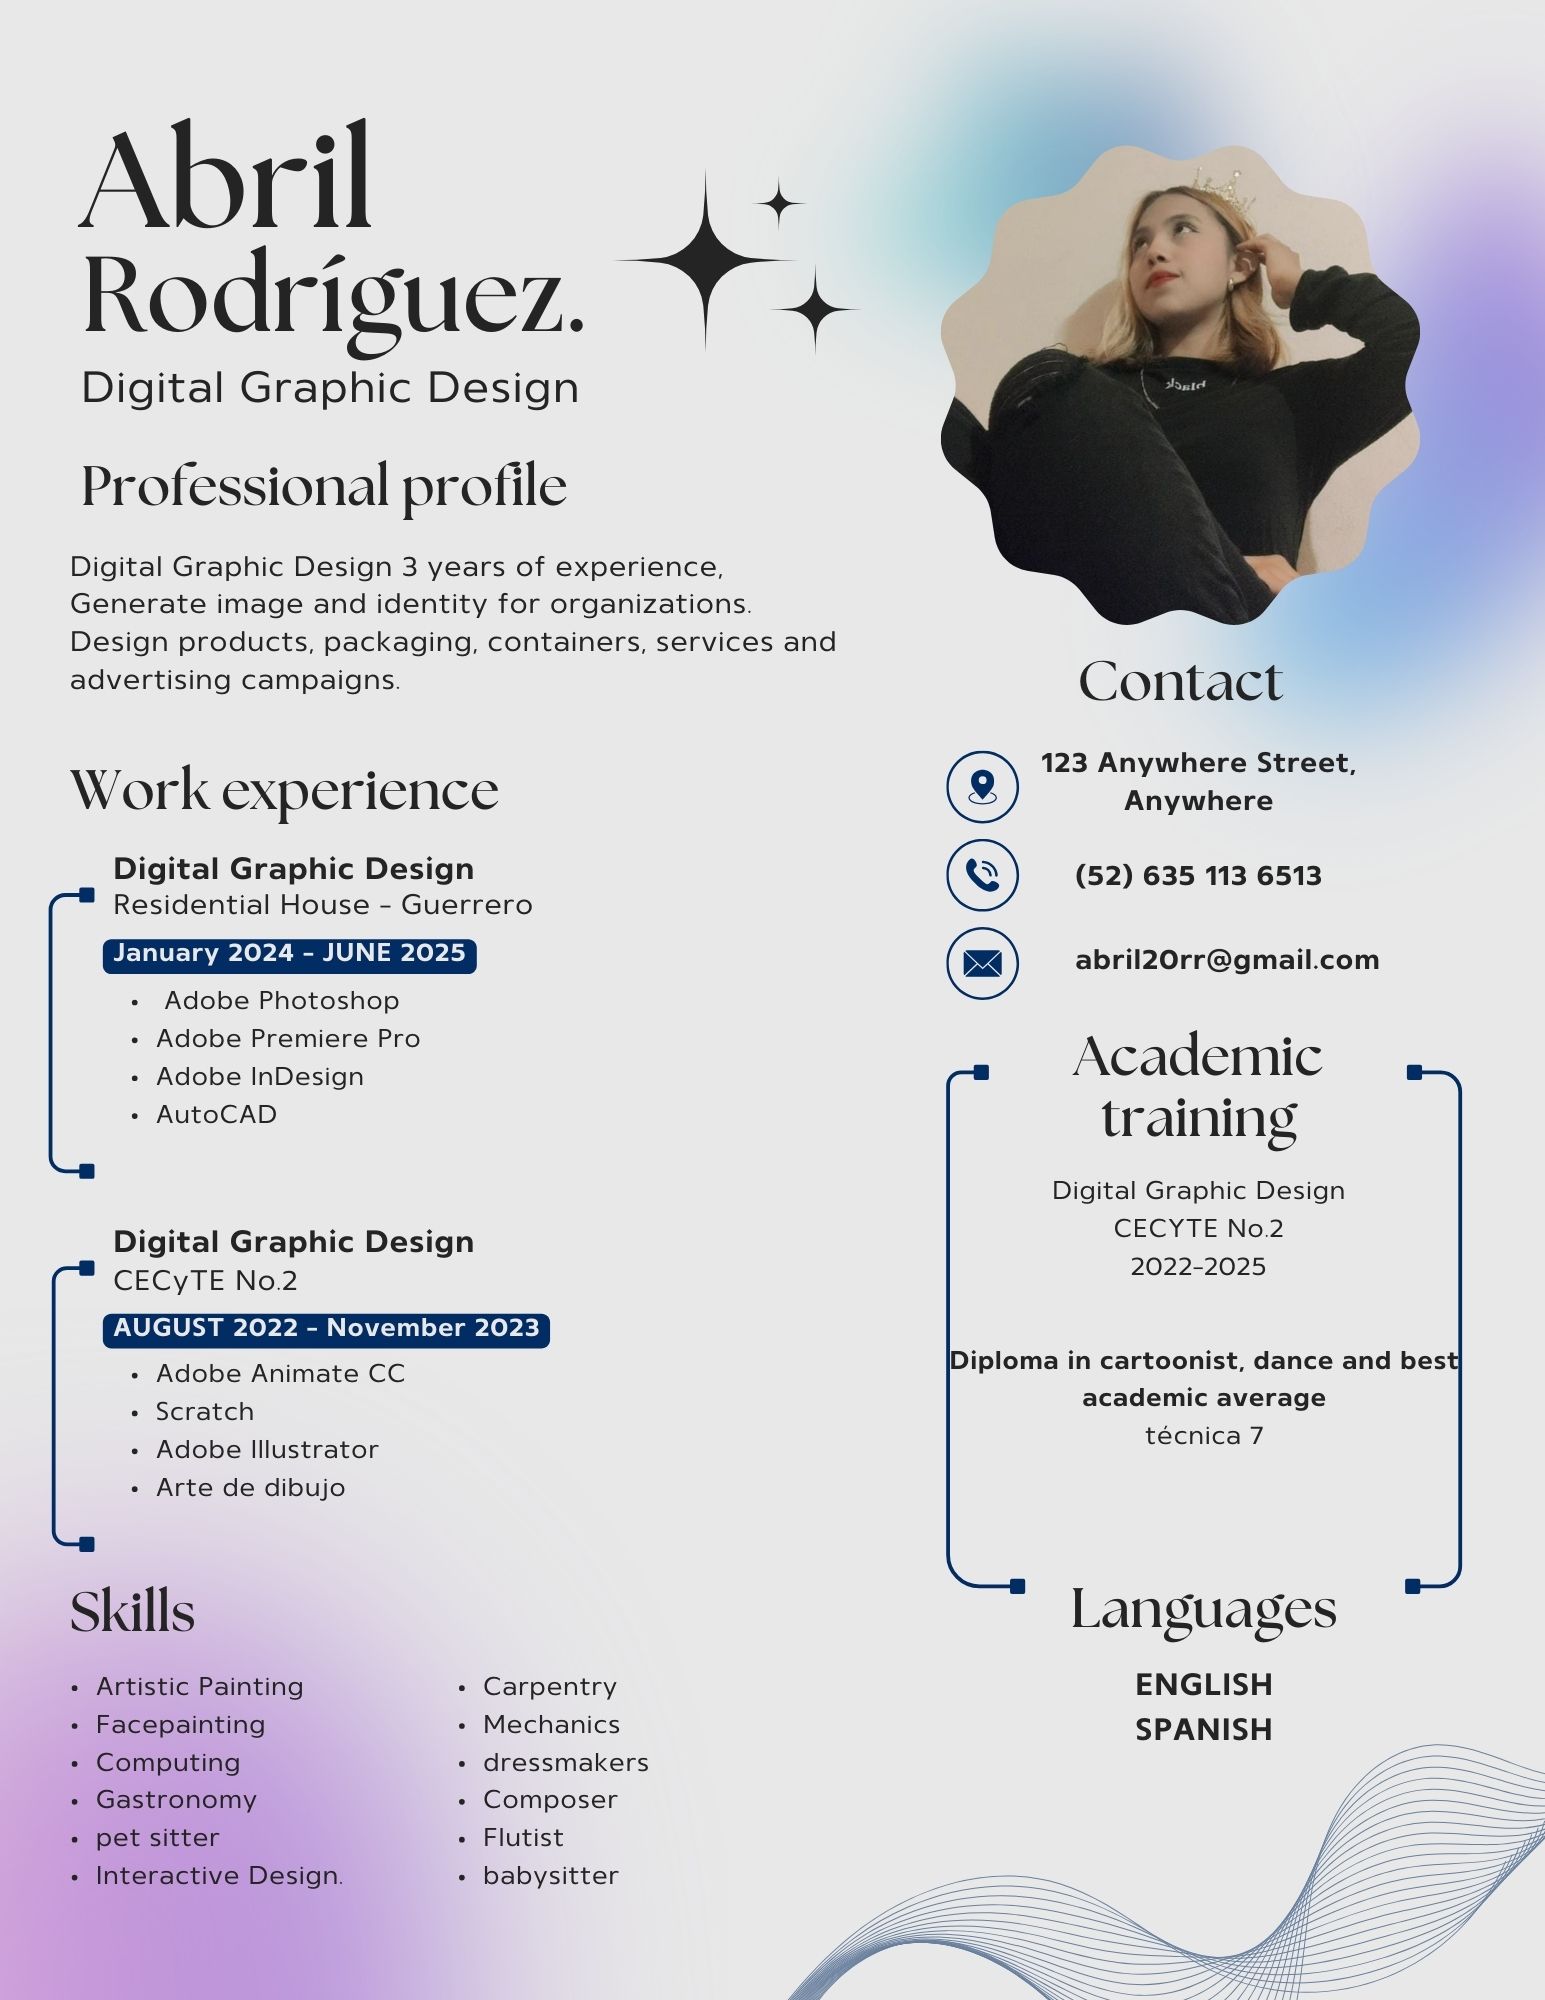 Abril
Rodríguez.
Digital Graphic Design
Professional profile
Digital Graphic Design 3 years of experience,
Generate image and identity for organizations.
Design products, packaging, containers, services and
advertising campaigns.
Work experience
Digital Graphic Design
Residential House - Guerrero
January 2024 - JUNE 2025
• Adobe Photoshop
• Adobe Premiere Pro
• Adobe InDesign
• AutoCAD
Digital Graphic Design
CECyTE No.2
AUGUST 2022 - November 2023
• Adobe Animate CC
• Scratch
• Adobe Illustrator
• Arte de dibujo
Skills
• Artistic Painting
• Facepainting
• Computing
• Gastronomy
• pet sitter
• Interactive Design.
• Carpentry
• Mechanics
• dressmakers
• Composer
• Flutist
• babysitter
black
Contact
123 Anywhere Street,
Anywhere
(52) 635 113 6513
abril20rr@gmail.com
Academic
training
Digital Graphic Design
CECYTE No.2
2022-2025
Diploma in cartoonist, dance and best
academic average
técnica 7
Languages
ENGLISH
SPANISH